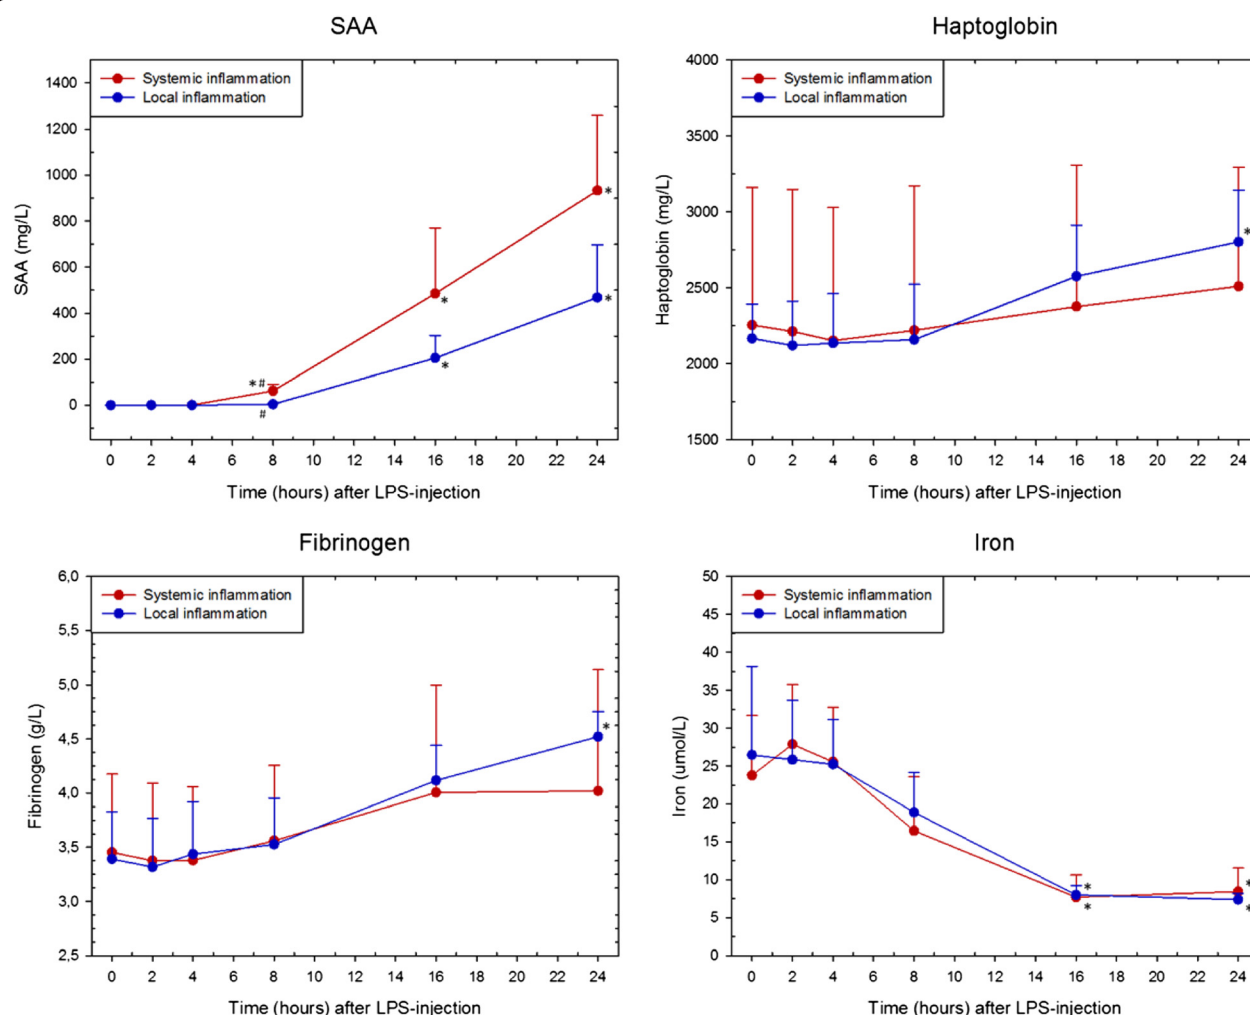 SAA
Systemic inflammation
Local inflammation
1400
1200
1000
800
600
400
200
0
SAA (mg/L)
* #
#
*
*
*
*
0 2 4 6 8 10 12 14 16 18 20 22 24
Time (hours) after LPS-injection
Haptoglobin
Systemic inflammation
Local inflammation
4000
3500
3000
2500
2000
1500
Haptoglobin (mg/L)
*
0 2 4 6 8 10 12 14 16 18 20 22 24
Time (hours) after LPS-injection
Fibrinogen
Systemic inflammation
Local inflammation
6,0
5,5
5,0
4,5
4,0
3,5
3,0
2,5
Fibrinogen (g/L)
*
0 2 4 6 8 10 12 14 16 18 20 22 24
Time (hours) after LPS-injection
Iron
Systemic inflammation
Local inflammation
50
45
40
35
30
25
20
15
10
5
0
Iron (umol/L)
*
*
*
*
0 2 4 6 8 10 12 14 16 18 20 22 24
Time (hours) after LPS-injection